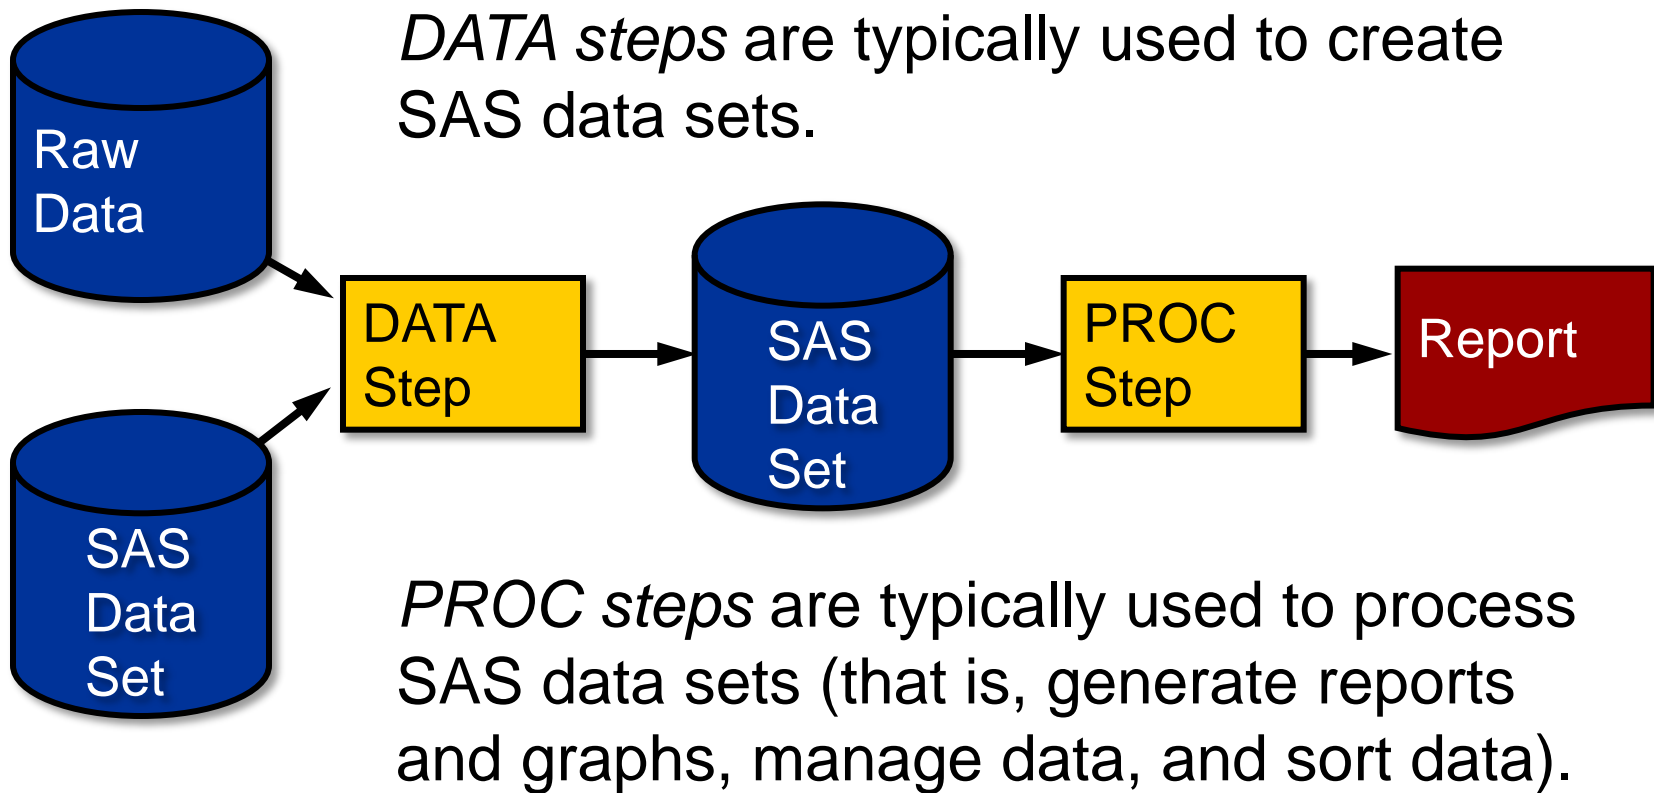 DATA steps are typically used to create
SAS data sets.
Raw
Data
DATA
Step
SAS
Data
Set
PROC
Step
Report
SAS
Data
Set
PROC steps are typically used to process
SAS data sets (that is, generate reports
and graphs, manage data, and sort data).